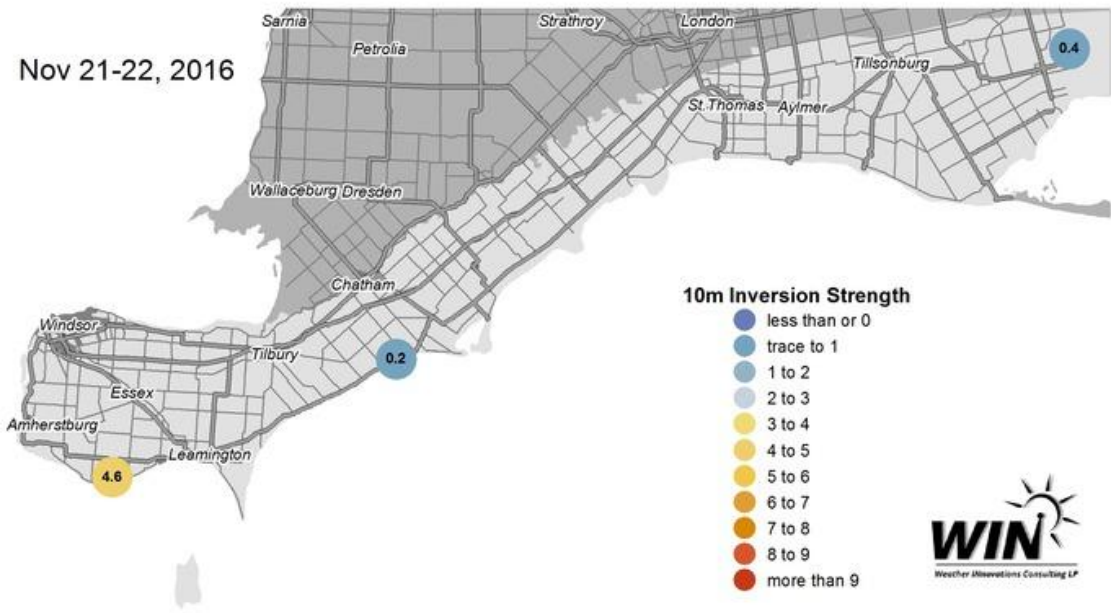 Nov 21-22, 2016
Sarnia
Strathroy
London
Petrolia
0.4
Tillsonburg
St. Thomas
Aylmer
Wallaceburg
Dresden
Chatham
Windsor
Tilbury
0.2
Essex
Amherstburg
Leamington
4.6
10m Inversion Strength
less than or 0
trace to 1
1 to 2
2 to 3
3 to 4
4 to 5
5 to 6
6 to 7
7 to 8
8 to 9
more than 9
WIN
Weather INnovations Consulting LP